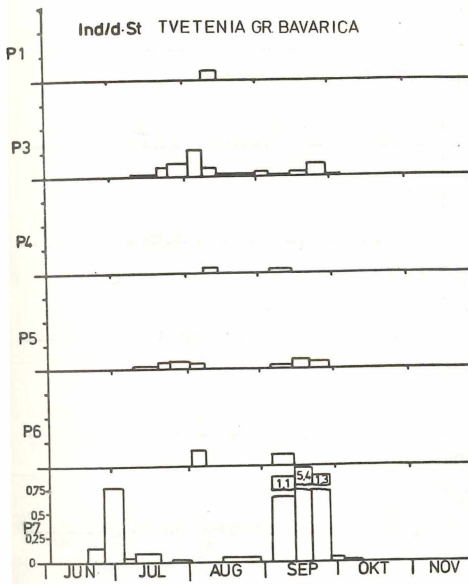 1
Ind/d·St TVETENIA GR. BAVARICA
P1
P3
P4
P5
P6
P7
0,75
0,5
0,25
0
1,1
5,4
1,3
JUN JUL AUG SEP OKT NOV